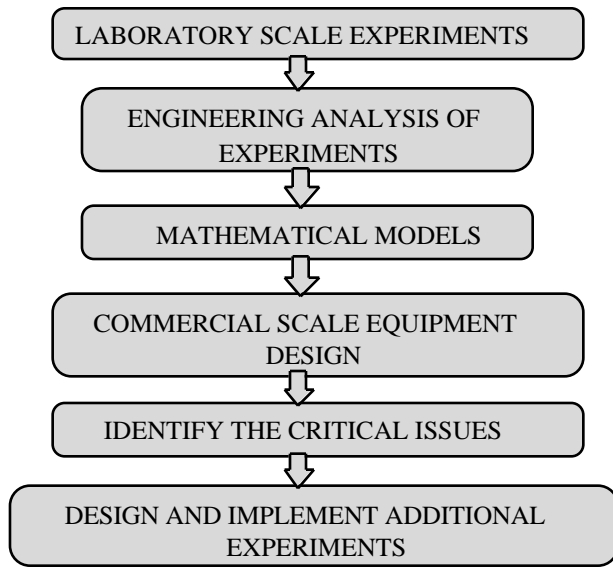 LABORATORY SCALE EXPERIMENTS
ENGINEERING ANALYSIS OF
EXPERIMENTS
MATHEMATICAL MODELS
COMMERCIAL SCALE EQUIPMENT
DESIGN
IDENTIFY THE CRITICAL ISSUES
DESIGN AND IMPLEMENT ADDITIONAL
EXPERIMENTS